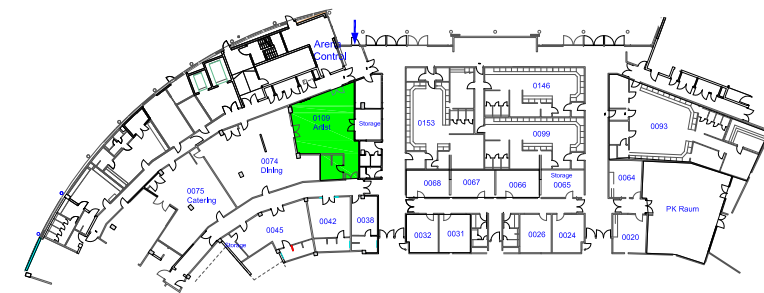 Arena
Control
0146
0109
Artist
Storage
0153
0099
0093
0074
Dining
0075
Catering
0068
0067
0066
Storage
0065
0064
PK Raum
0038
0042
0045
Storage
0032
0031
0026
0024
0020